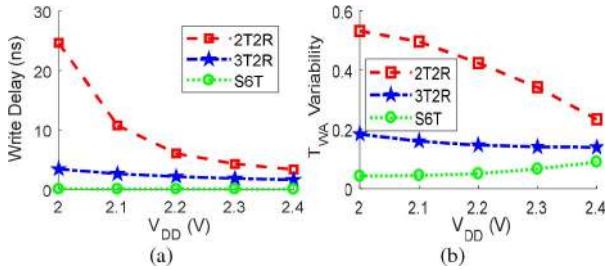 30
20
10
0
Write Delay (ns)
2T2R
3T2R
S6T
2 2.1 2.2 2.3 2.4
V_DD (V)
(a)
0.6
0.4
0.2
0
T_WA Variability
2T2R
3T2R
S6T
2 2.1 2.2 2.3 2.4
V_DD (V)
(b)